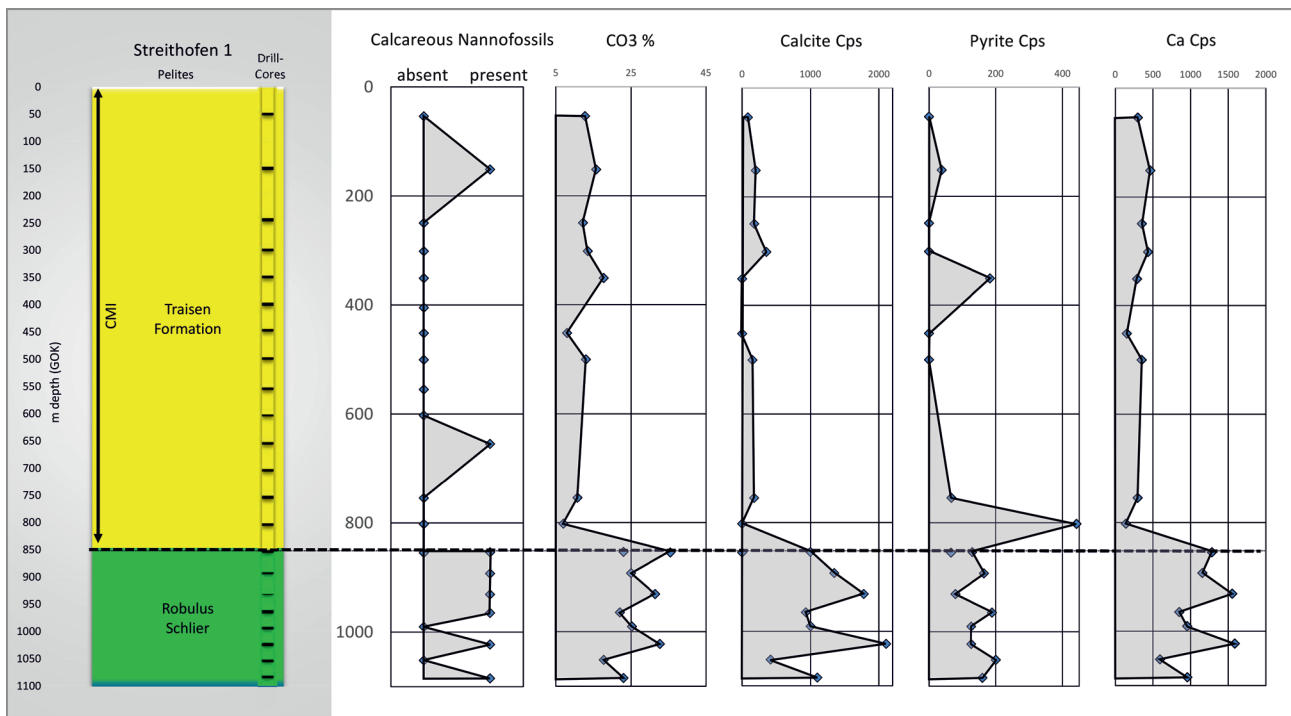 Streithofen 1
Pelites
Drill-
Cores
0
50
100
150
200
250
300
350
400
450
500
550
600
650
700
750
800
850
900
950
1000
1050
1100
m depth (GOK)
CMI
Traisen
Formation
Robulus
Schlier
Calcareous Nannofossils
absent present
0
200
400
600
800
1000
CO3 %
5 25 45
Calcite Cps
0 1000 2100
Pyrite Cps
0 200 400
Ca Cps
0 500 1000 1500 2000